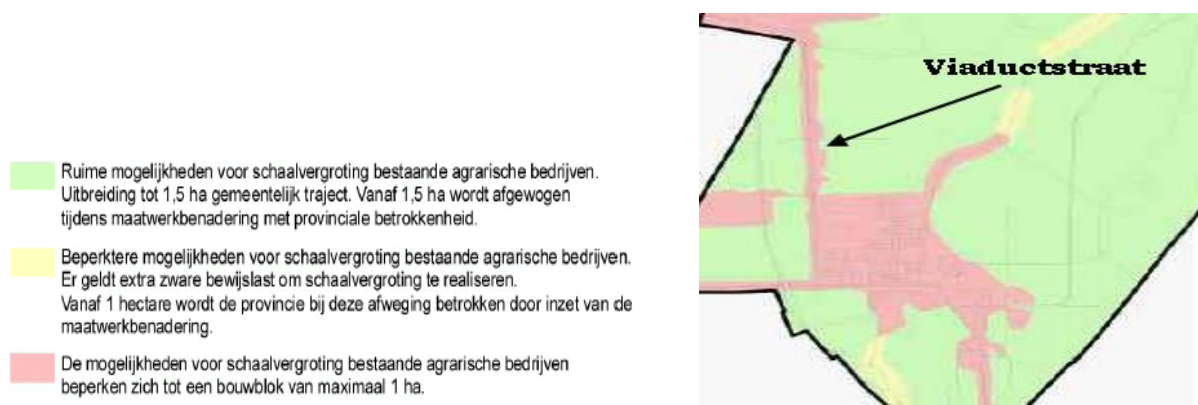 Viaductstraat
Ruime mogelijkheden voor schaalvergroting bestaande agrarische bedrijven.
Uitbreiding tot 1,5 ha gemeentelijk traject. Vanaf 1,5 ha wordt afgewogen
tijdens maatwerkbenadering met provinciale betrokkenheid.
Beperktere mogelijkheden voor schaalvergroting bestaande agrarische bedrijven.
Er geldt extra zware bewijslast om schaalvergroting te realiseren.
Vanaf 1 hectare wordt de provincie bij deze afweging betrokken door inzet van de
maatwerkbenadering.
De mogelijkheden voor schaalvergroting bestaande agrarische bedrijven
beperken zich tot een bouwblok van maximaal 1 ha.